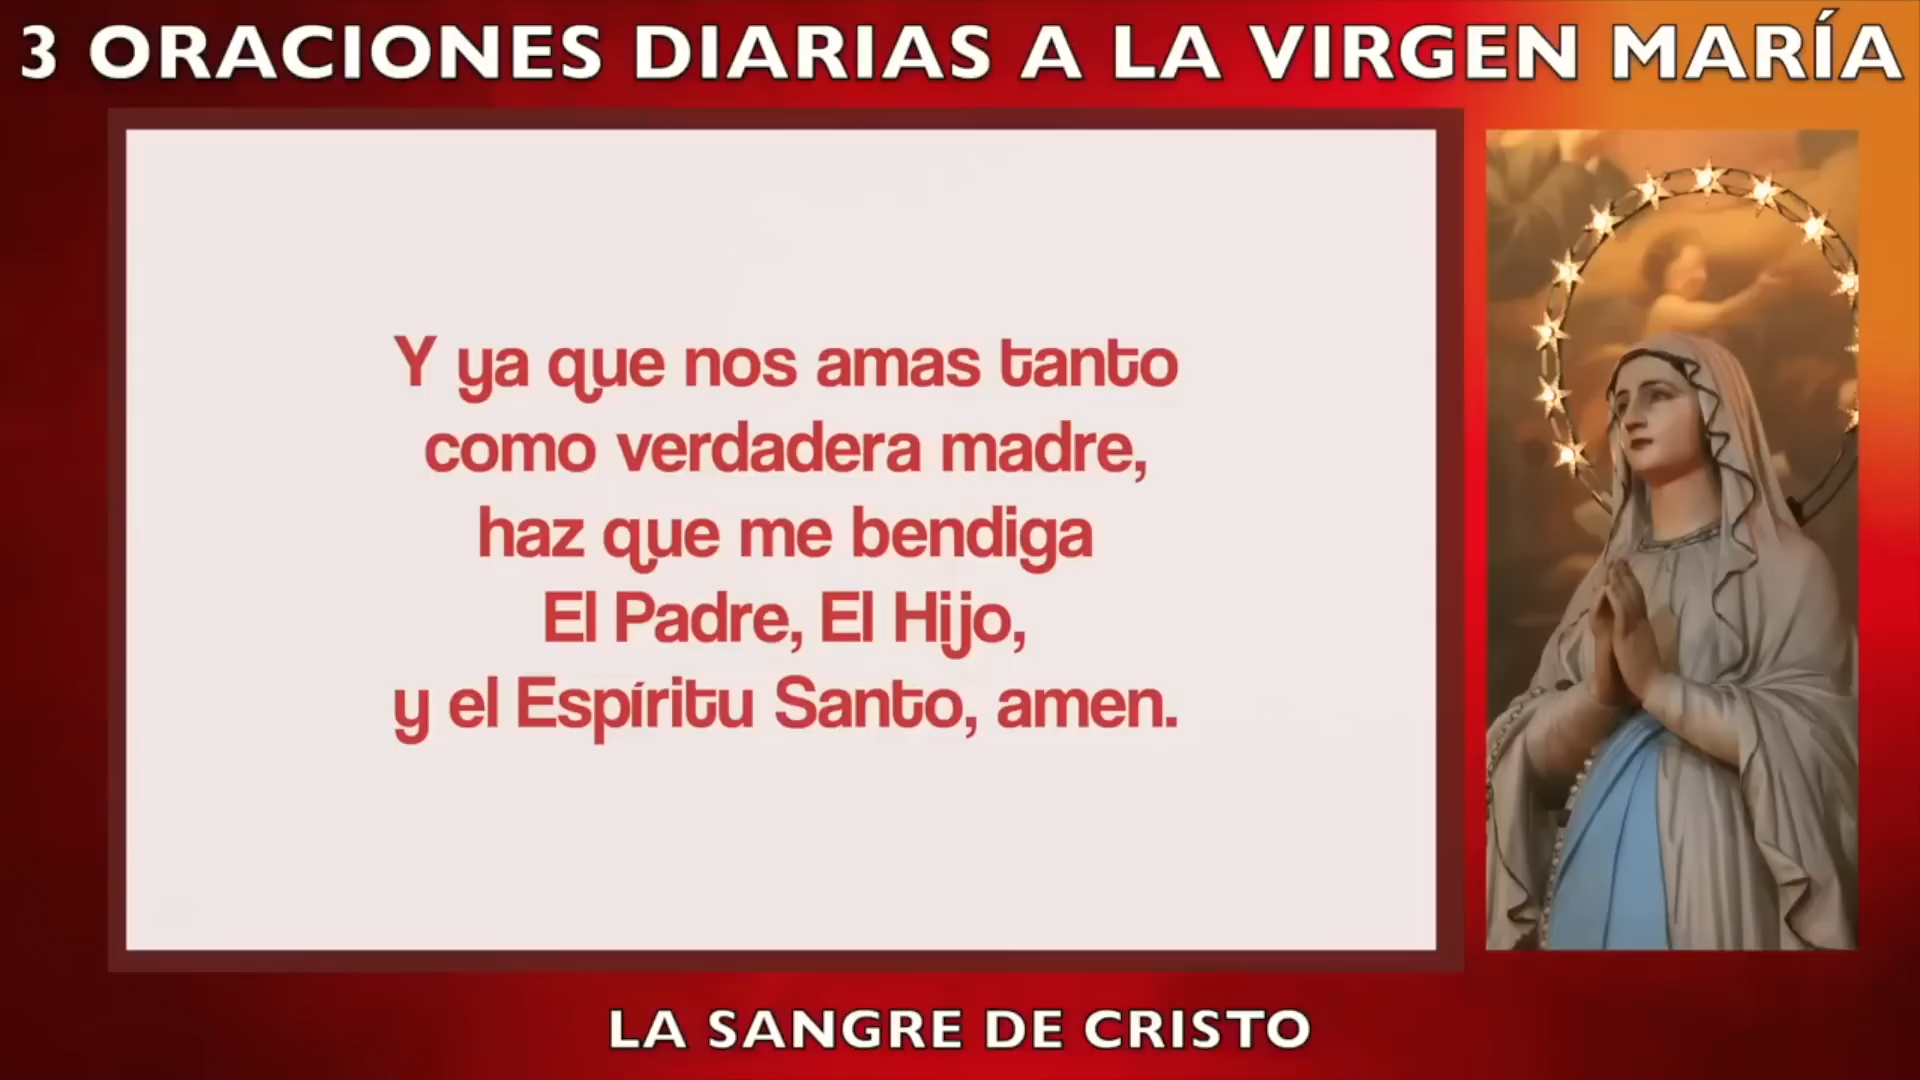 3 ORACIONES DIARIAS A LA VIRGEN MARÍA
Y ya que nos amas tanto
como verdadera madre,
haz que me bendiga
El Padre, El Hijo,
y el Espíritu Santo, amen.
LA SANGRE DE CRISTO